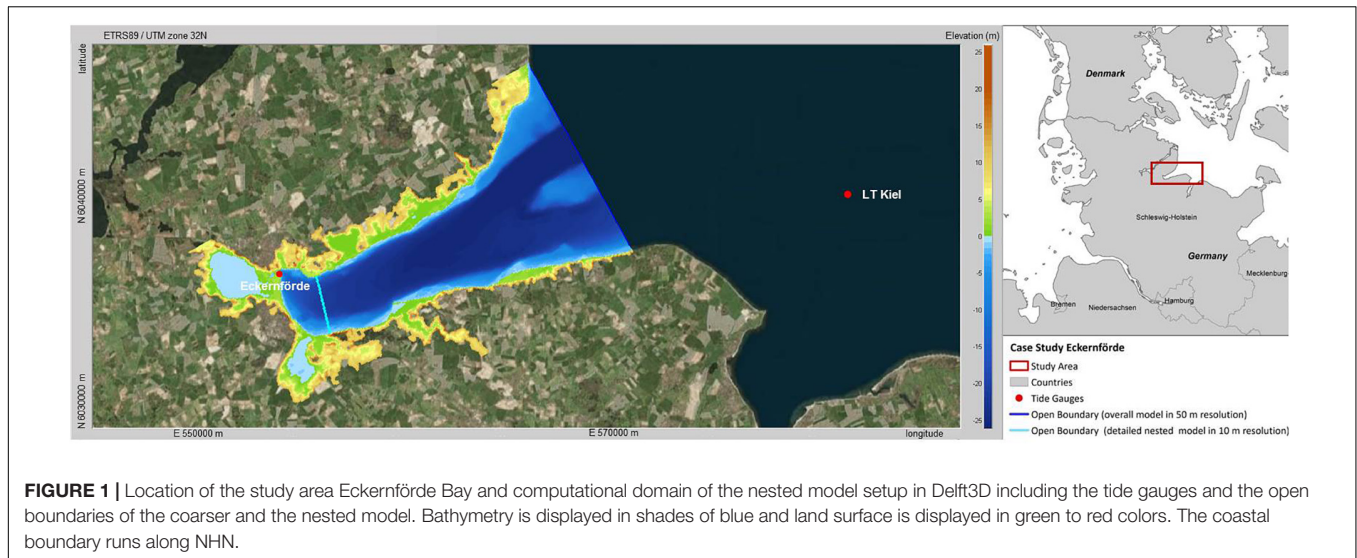 ETRS89 / UTM zone 32N
Elevation (m)
latitude
25
20
15
10
5
0
-5
-10
-15
-20
-25
N 6040000 m
N 6030000 m
LT Kiel
Eckernförde
E 550000 m
E 570000 m
longitude
Denmark
Schleswig-Holstein
Germany
Mecklenburg-
Hamburg
Bremen
Niedersachsen
Case Study Eckernförde
Study Area
Countries
Tide Gauges
Open Boundary (overall model in 50 m resolution)
Open Boundary (detailed nested model in 10 m resolution)
FIGURE 1 | Location of the study area Eckernförde Bay and computational domain of the nested model setup in Delft3D including the tide gauges and the open
boundaries of the coarser and the nested model. Bathymetry is displayed in shades of blue and land surface is displayed in green to red colors. The coastal
boundary runs along NHN.